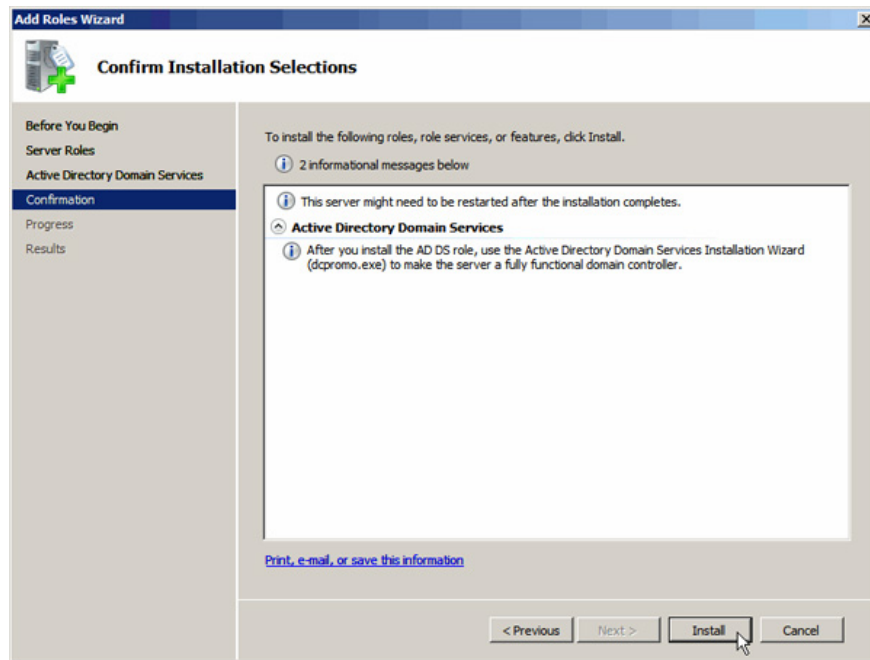 Add Roles Wizard
Confirm Installation Selections
Before You Begin
Server Roles
Active Directory Domain Services
Confirmation
Progress
Results
To install the following roles, role services, or features, click Install.
2 informational messages below
This server might need to be restarted after the installation completes.
Active Directory Domain Services
After you install the AD DS role, use the Active Directory Domain Services Installation Wizard
(dcpromo.exe) to make the server a fully functional domain controller.
Print, e-mail, or save this information
< Previous
Next >
Install
Cancel